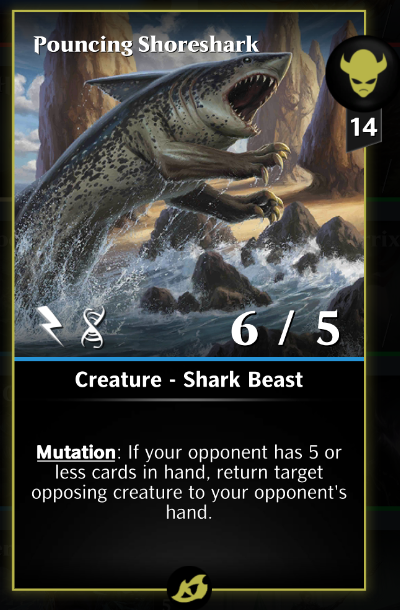 Pouncing Shoreshark
14
6 / 5
Creature - Shark Beast
Mutation: If your opponent has 5 or
less cards in hand, return target
opposing creature to your opponent's
hand.